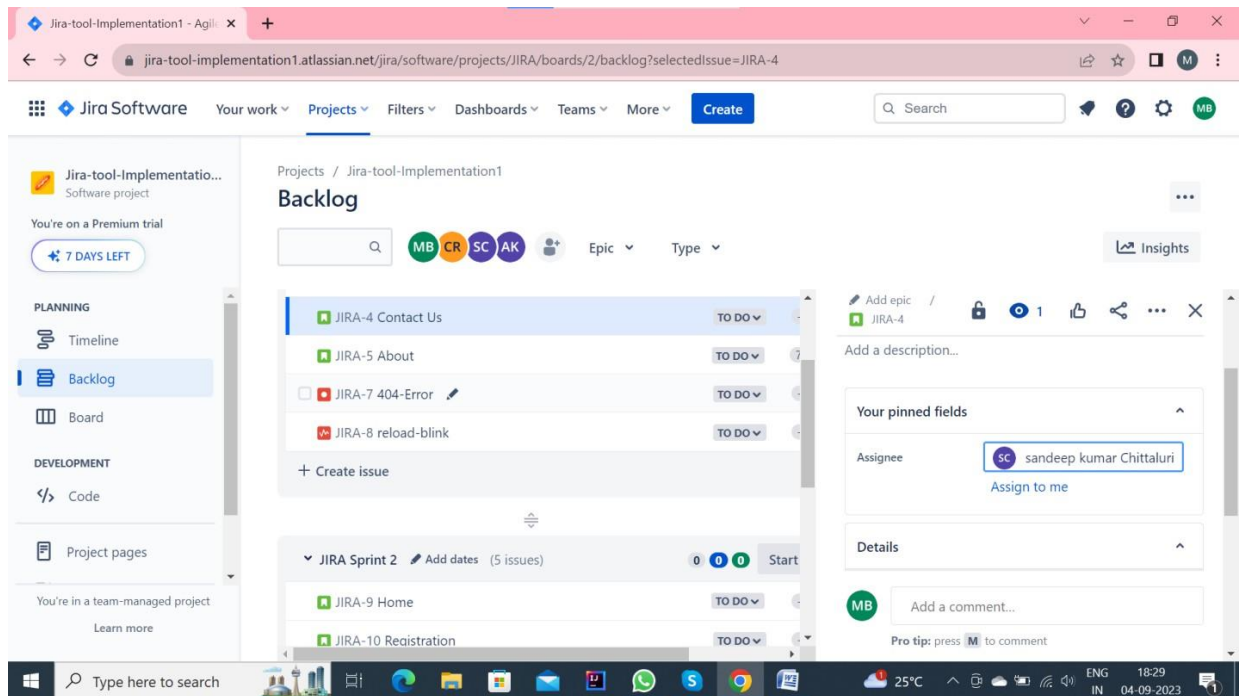 Jira-tool-Implementation1 - Agil
jira-tool-implementation1.atlassian.net/jira/software/projects/JIRA/boards/2/backlog?selectedIssue=JIRA-4
M
Jira Software Your work Projects Filters Dashboards Teams More Create Search MB
Jira-tool-Implementatio...
Software project
You're on a Premium trial
7 DAYS LEFT
PLANNING
Timeline
Backlog
Board
DEVELOPMENT
Code
Project pages
You're in a team-managed project
Learn more
Projects / Jira-tool-Implementation1
Backlog
MB CR SC AK Epic Type Insights
JIRA-4 Contact Us TO DO
JIRA-5 About TO DO 7
JIRA-7 404-Error TO DO
JIRA-8 reload-blink TO DO
+ Create issue
JIRA Sprint 2 Add dates (5 issues) 0 0 0 Start
JIRA-9 Home TO DO
JIRA-10 Registration TO DO
Add epic /
JIRA-4 1
Add a description...
Your pinned fields
Assignee SC sandeep kumar Chittaluri
Assign to me
Details
MB Add a comment...
Pro tip: press M to comment
Type here to search 25°C ENG 18:29
IN 04-09-2023